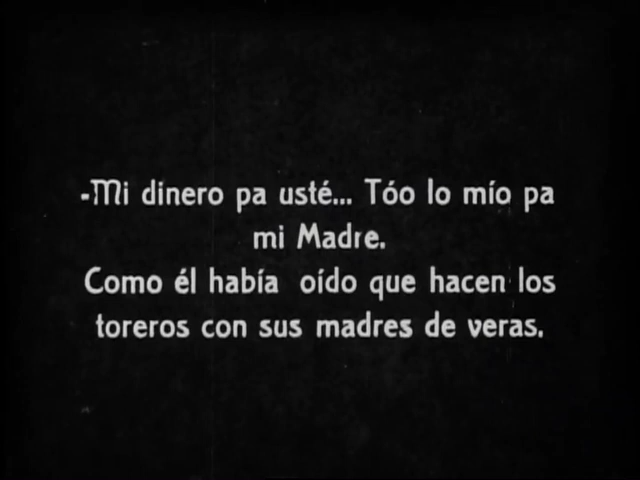 -Mi dinero pa usté... Tóo lo mío pa
mi Madre.
Como él había oído que hacen los
toreros con sus madres de veras.